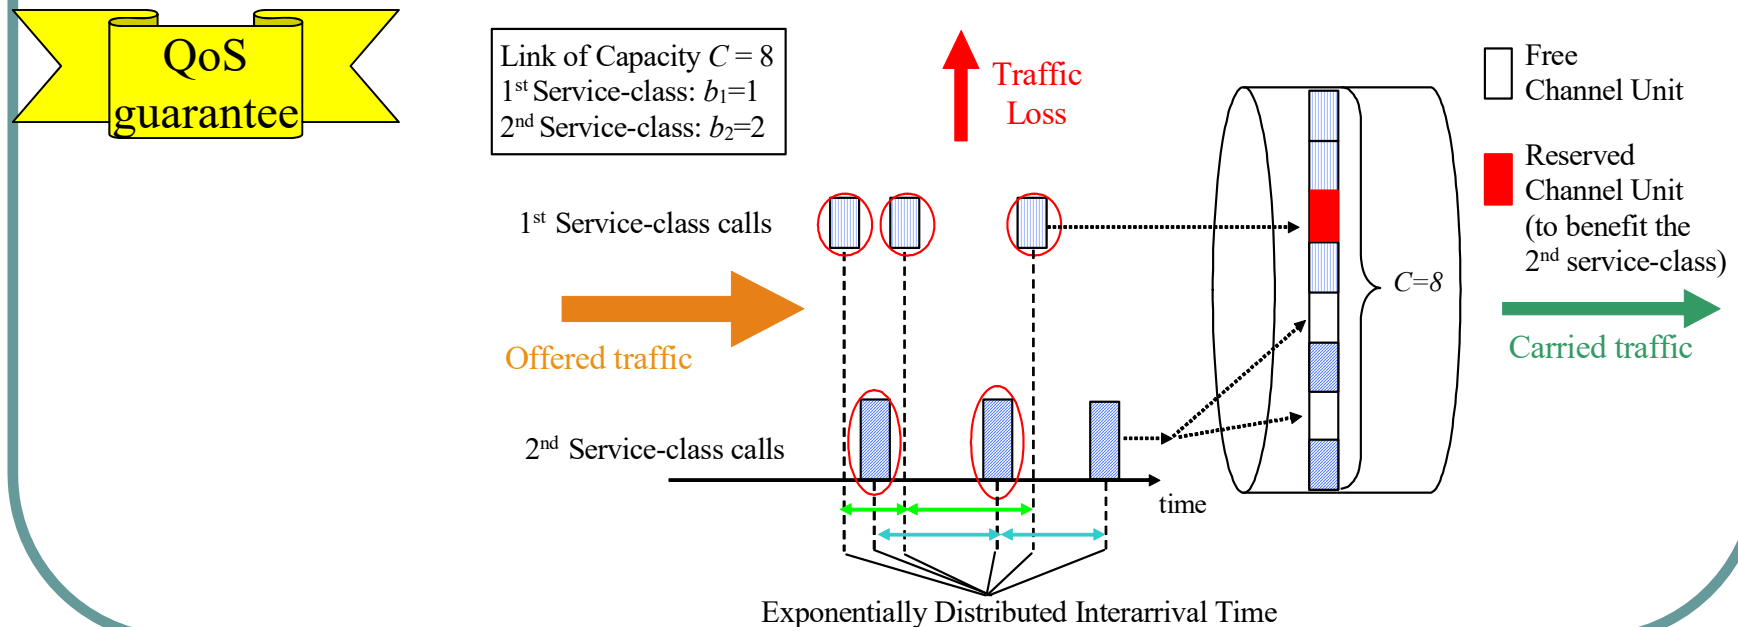 QoS
guarantee
Link of Capacity C = 8
1st Service-class: b1=1
2nd Service-class: b2=2
Traffic
Loss
Free
Channel Unit
Reserved
Channel Unit
(to benefit the
2nd service-class)
1st Service-class calls
C=8
Offered traffic
Carried traffic
2nd Service-class calls
time
Exponentially Distributed Interarrival Time